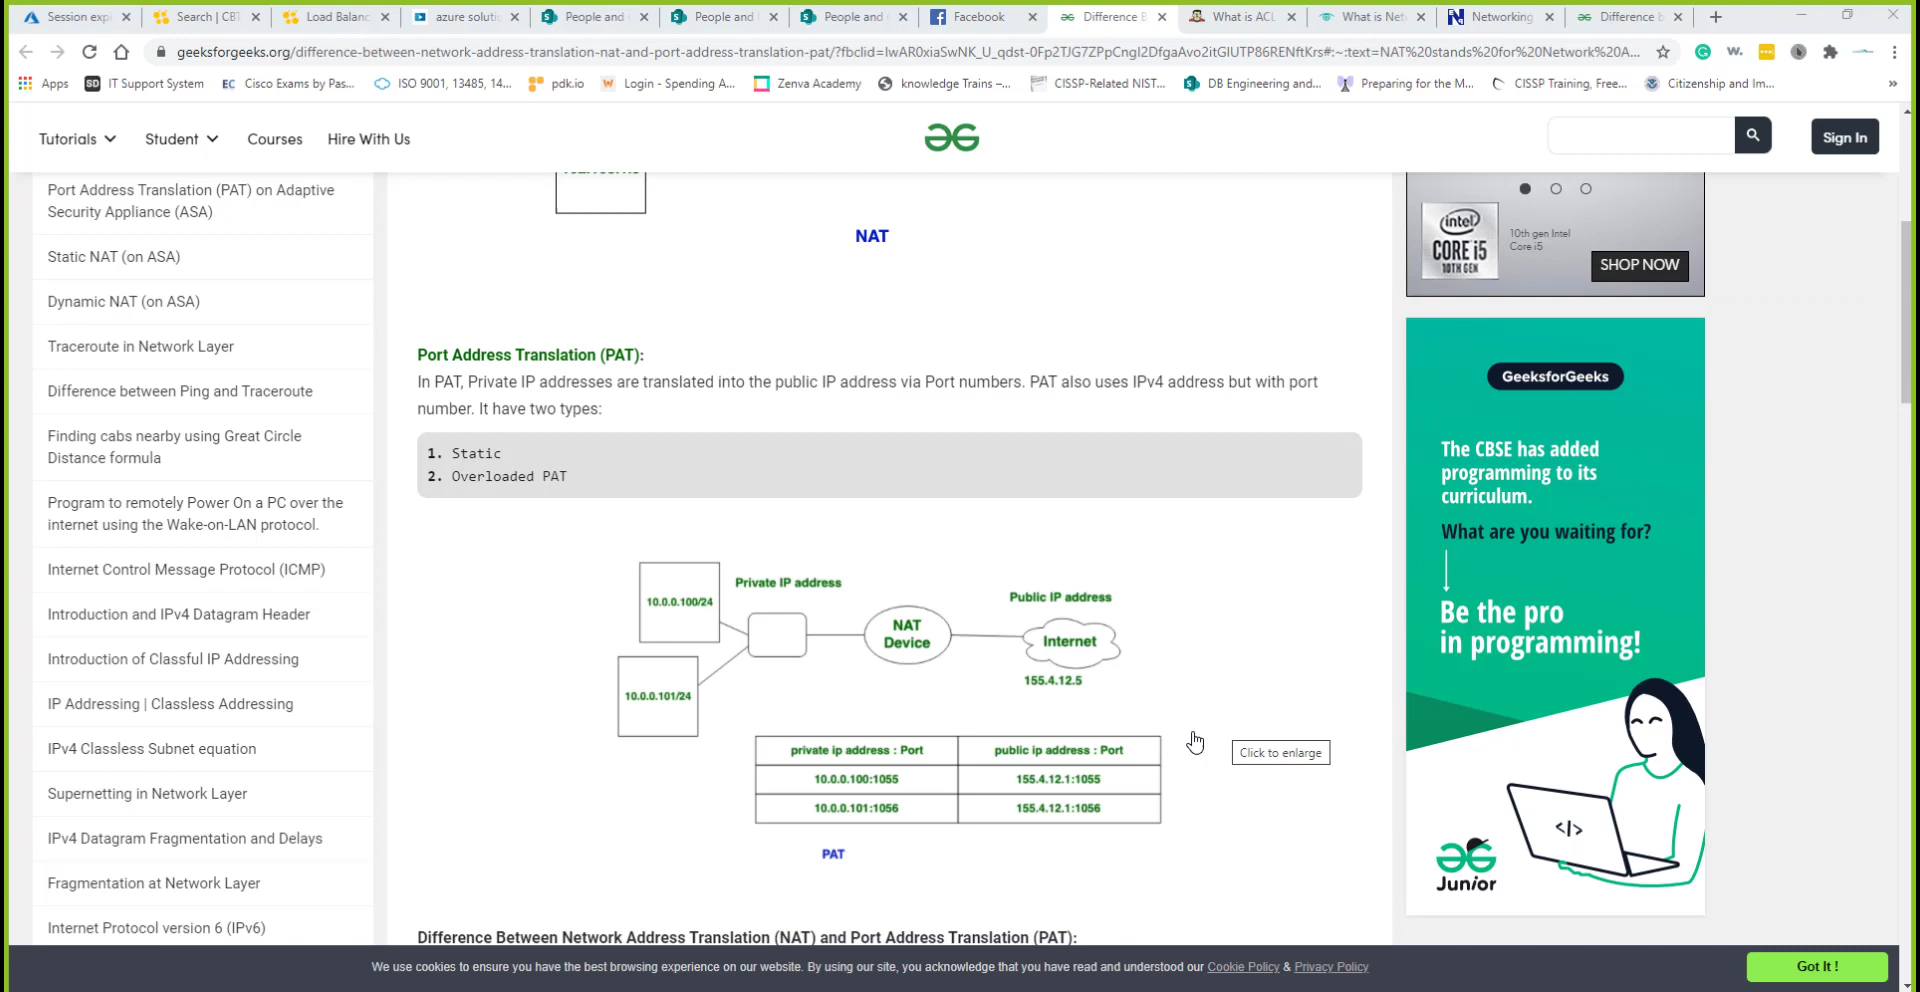 Session expi
Search | CBT
Load Balanc
azure soluti
People and
People and
People and
Facebook
Difference B
What is ACL
What is Net
Networking
Difference b
geeksforgeeks.org/difference-between-network-address-translation-nat-and-port-address-translation-pat/?fbclid=IwAR0xiaSwNK_U_qdst-0Fp2TJG7ZPpCngI2DfgaAvo2itGIUTP86RENftKrs#:~:text=NAT%20stands%20for%20Network%20A...
Apps
SD IT Support System
EC Cisco Exams by Pas...
ISO 9001, 13485, 14...
pdk.io
W Login - Spending A...
Zenva Academy
knowledge Trains –...
CISSP-Related NIST...
DB Engineering and...
Preparing for the M...
CISSP Training, Free...
Citizenship and Im...
Tutorials
Student
Courses
Hire With Us
Sign In
Port Address Translation (PAT) on Adaptive
Security Appliance (ASA)
Static NAT (on ASA)
Dynamic NAT (on ASA)
Traceroute in Network Layer
Difference between Ping and Traceroute
Finding cabs nearby using Great Circle
Distance formula
Program to remotely Power On a PC over the
internet using the Wake-on-LAN protocol.
Internet Control Message Protocol (ICMP)
Introduction and IPv4 Datagram Header
Introduction of Classful IP Addressing
IP Addressing | Classless Addressing
IPv4 Classless Subnet equation
Supernetting in Network Layer
IPv4 Datagram Fragmentation and Delays
Fragmentation at Network Layer
Internet Protocol version 6 (IPv6)
NAT
Port Address Translation (PAT):
In PAT, Private IP addresses are translated into the public IP address via Port numbers. PAT also uses IPv4 address but with port
number. It have two types:
1. Static
2. Overloaded PAT
10.0.0.100/24
Private IP address
10.0.0.101/24
NAT
Device
Public IP address
Internet
155.4.12.5
private ip address : Port public ip address : Port
10.0.0.100:1055 155.4.12.1:1055
10.0.0.101:1056 155.4.12.1:1056
PAT
Click to enlarge
Difference Between Network Address Translation (NAT) and Port Address Translation (PAT):
intel
CORE i5
10TH GEN
10th gen Intel
Core i5
SHOP NOW
GeeksforGeeks
The CBSE has added
programming to its
curriculum.
What are you waiting for?
Be the pro
in programming!
</>
Junior
We use cookies to ensure you have the best browsing experience on our website. By using our site, you acknowledge that you have read and understood our Cookie Policy & Privacy Policy
Got It !